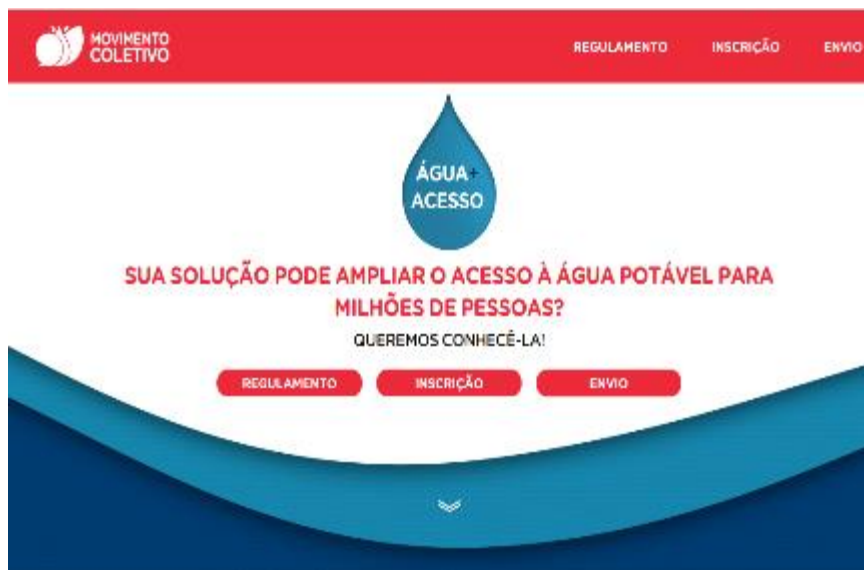 MOVIMENTO
COLETIVO
REGULAMENTO INSCRIÇÃO ENVIO
ÁGUA+
ACESSO
SUA SOLUÇÃO PODE AMPLIAR O ACESSO À ÁGUA POTÁVEL PARA
MILHÕES DE PESSOAS?
QUEREMOS CONHECÊ-LA!
REGULAMENTO INSCRIÇÃO ENVIO